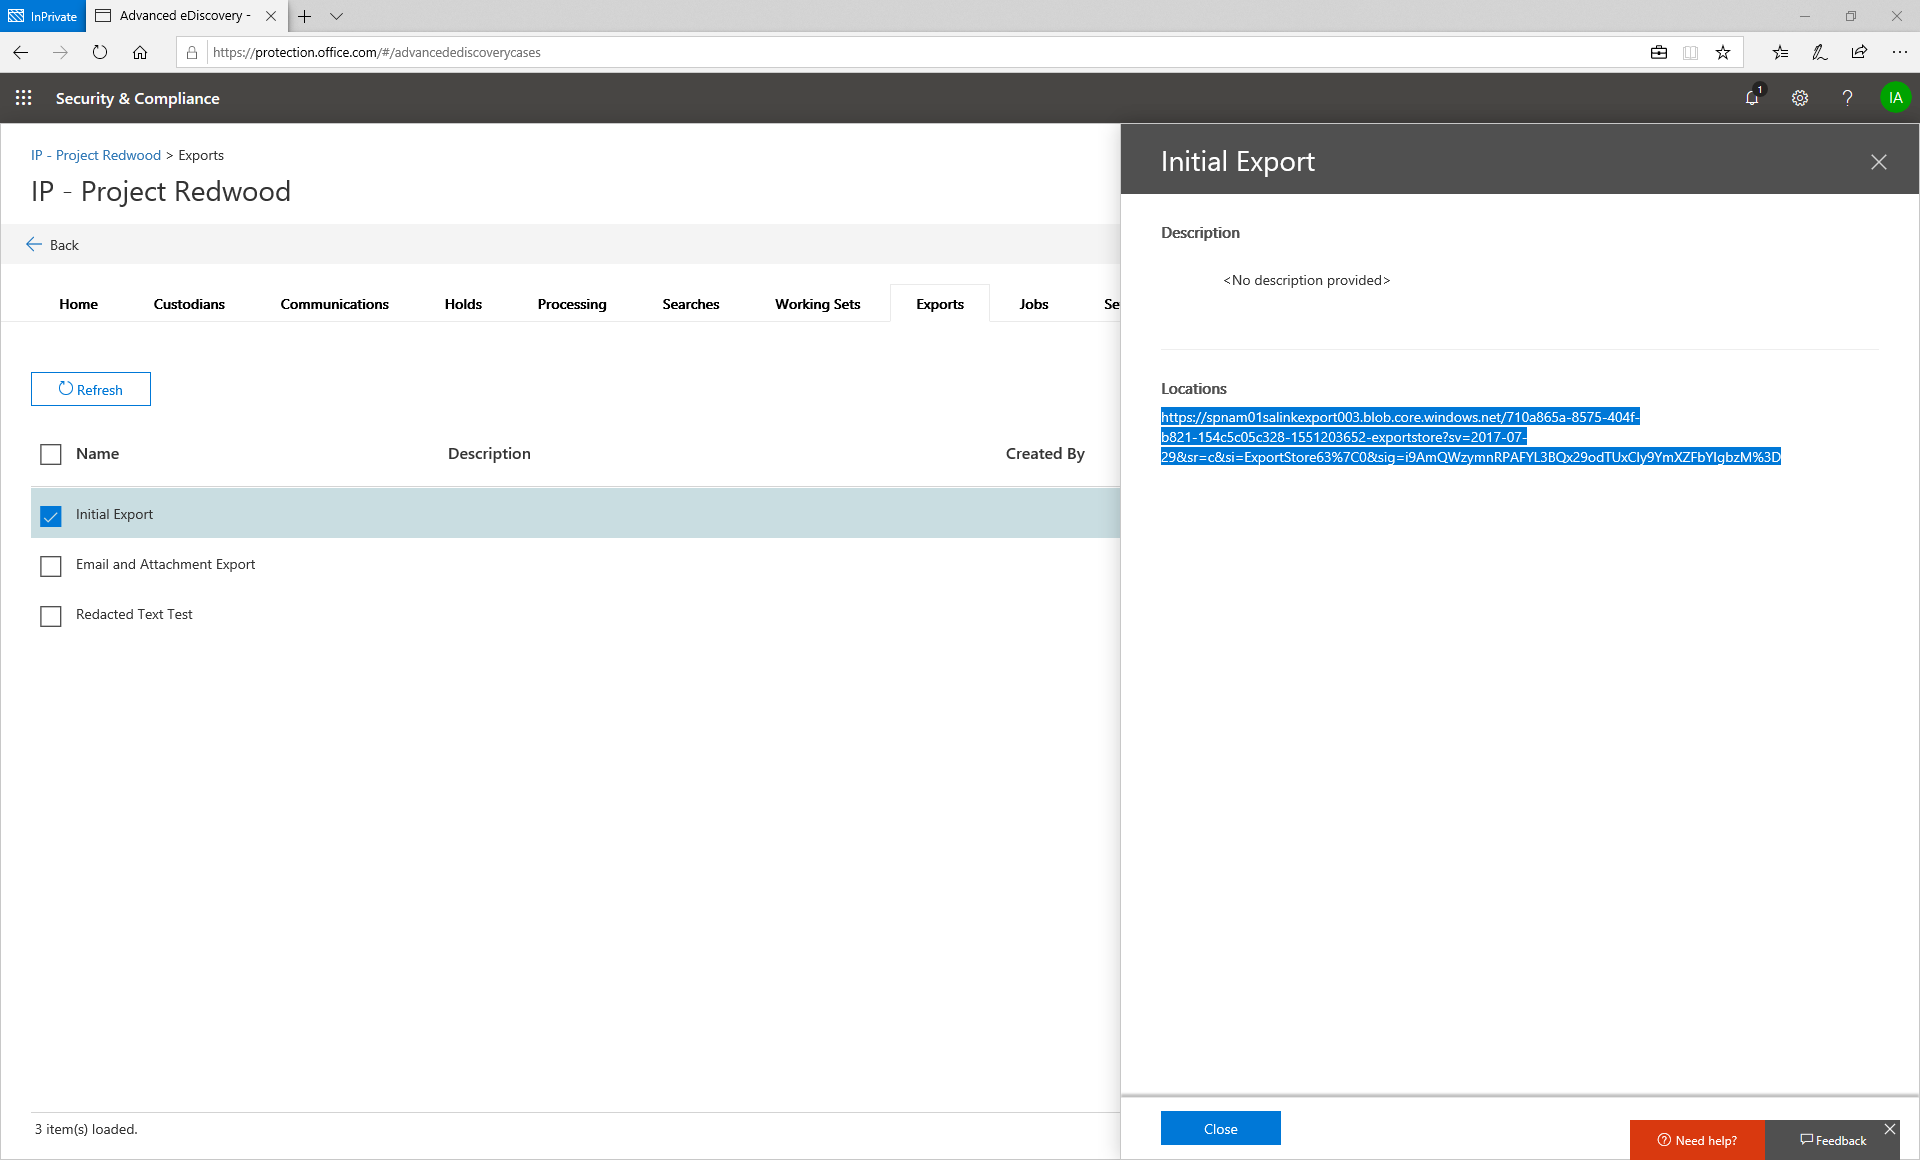 InPrivate
Advanced eDiscovery -
https://protection.office.com/#/advancedediscoverycases
Security & Compliance
1
IA
IP - Project Redwood > Exports
IP - Project Redwood
Back
Home Custodians Communications Holds Processing Searches Working Sets Exports Jobs Se
Refresh
Name Description Created By
Initial Export
Email and Attachment Export
Redacted Text Test
3 item(s) loaded.
Initial Export
Description
<No description provided>
Locations
https://spnam01salinkexport003.blob.core.windows.net/710a865a-8575-404f-
b821-154c5c05c328-1551203652-exportstore?sv=2017-07-
29&sr=c&si=ExportStore63%7C0&sig=i9AmQWzymnRPAFYL3BQx29odTUxCIy9YmXZFbYIgbzM%3D
Close
Need help?
Feedback